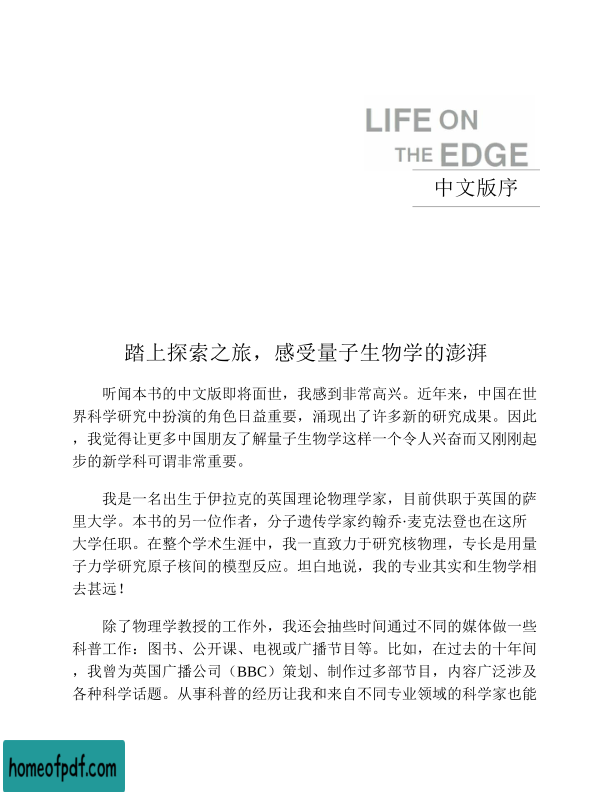 LIFE ON
THE EDGE
中文版序
踏上探索之旅，感受量子生物学的澎湃
听闻本书的中文版即将面世，我感到非常高兴。近年来，中国在世
界科学研究中扮演的角色日益重要，涌现出了许多新的研究成果。因此
，我觉得让更多中国朋友了解量子生物学这样一个令人兴奋而又刚刚起
步的新学科可谓非常重要。
我是一名出生于伊拉克的英国理论物理学家，目前供职于英国的萨
里大学。本书的另一位作者，分子遗传学家约翰乔·麦克法登也在这所
大学任职。在整个学术生涯中，我一直致力于研究核物理，专长是用量
子力学研究原子核间的模型反应。坦白地说，我的专业其实和生物学相
去甚远！
除了物理学教授的工作外，我还会抽些时间通过不同的媒体做一些
科普工作：图书、公开课、电视或广播节目等。比如，在过去的十年间
，我曾为英国广播公司（BBC）策划、制作过多部节目，内容广泛涉及
各种科学话题。从事科普的经历让我和来自不同专业领域的科学家也能
homeofpdf.com